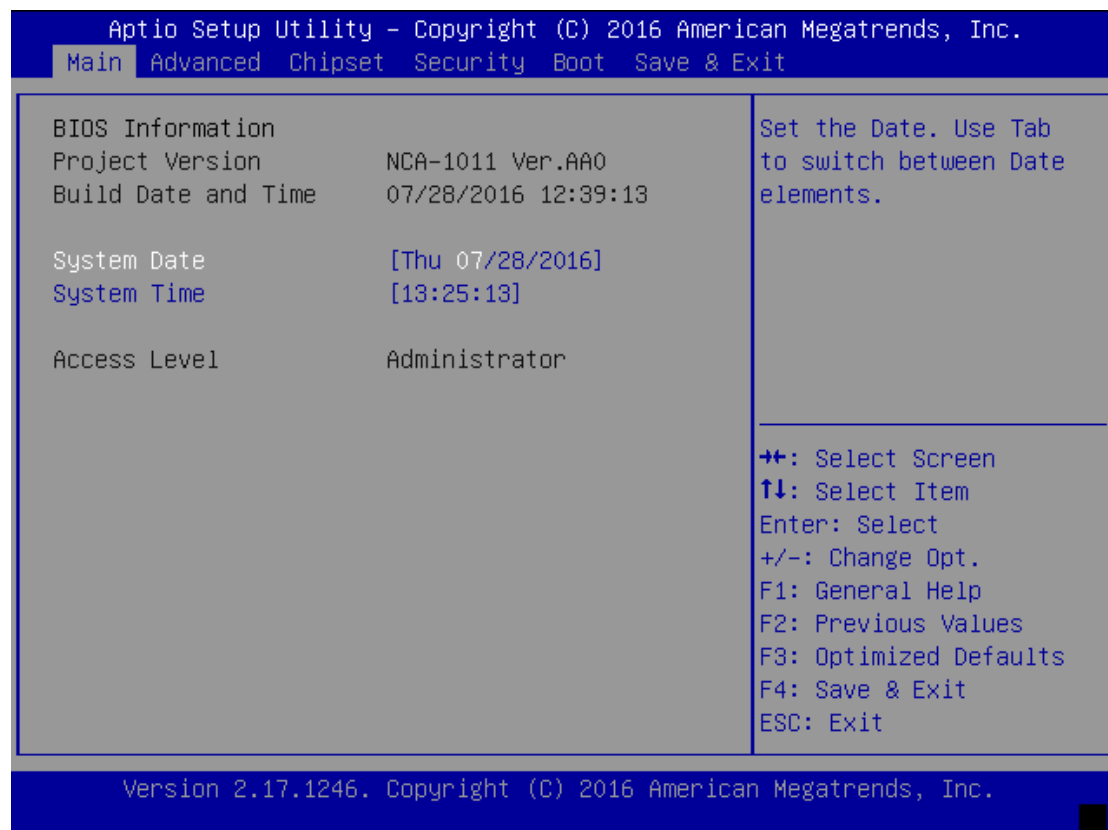 Aptio Setup Utility – Copyright (C) 2016 American Megatrends, Inc.
Main Advanced Chipset Security Boot Save & Exit
BIOS Information
Project Version NCA-1011 Ver.AA0
Build Date and Time 07/28/2016 12:39:13
System Date [Thu 07/28/2016]
System Time [13:25:13]
Access Level Administrator
Set the Date. Use Tab
to switch between Date
elements.
→←: Select Screen
↑↓: Select Item
Enter: Select
+/-: Change Opt.
F1: General Help
F2: Previous Values
F3: Optimized Defaults
F4: Save & Exit
ESC: Exit
Version 2.17.1246. Copyright (C) 2016 American Megatrends, Inc.